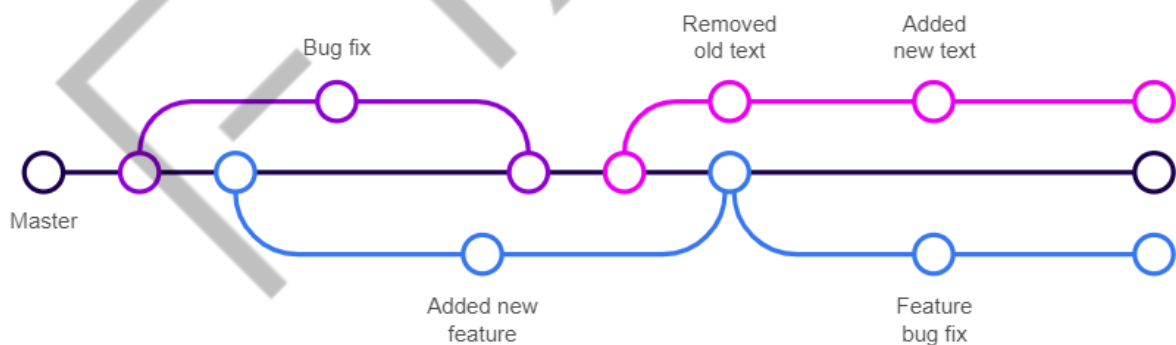 Bug fix
Removed
old text
Added
new text
Master
Added new
feature
Feature
bug fix